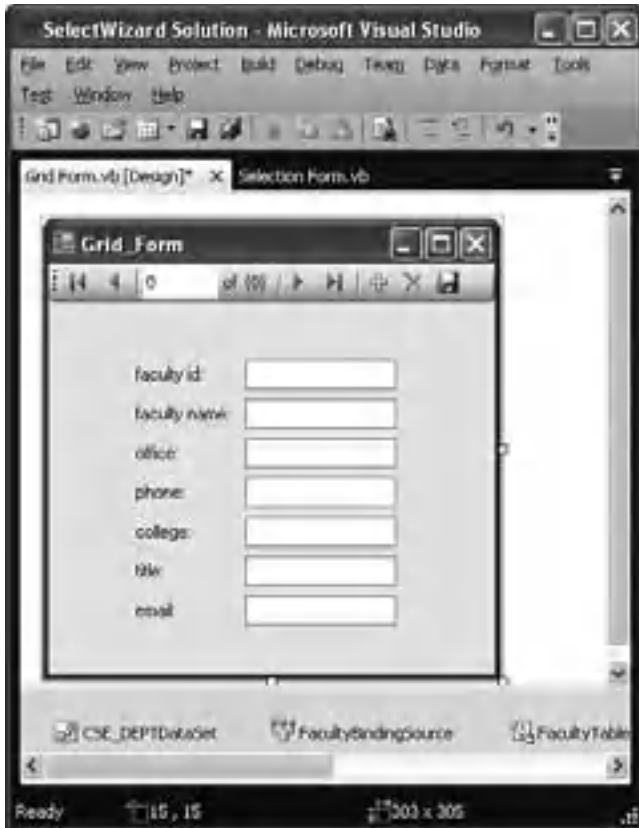 SelectWizard Solution - Microsoft Visual Studio
File Edit View Project Build Debug Team Data Format Tools
Test Window Help
Grid Form.vb [Design]* Selection Form.vb
Grid_Form
0 of {0}
faculty id:
faculty name:
office:
phone:
college:
title:
email:
CSE_DEPTDataSet FacultyBindingSource FacultyTable
Ready 15 , 15 303 x 305